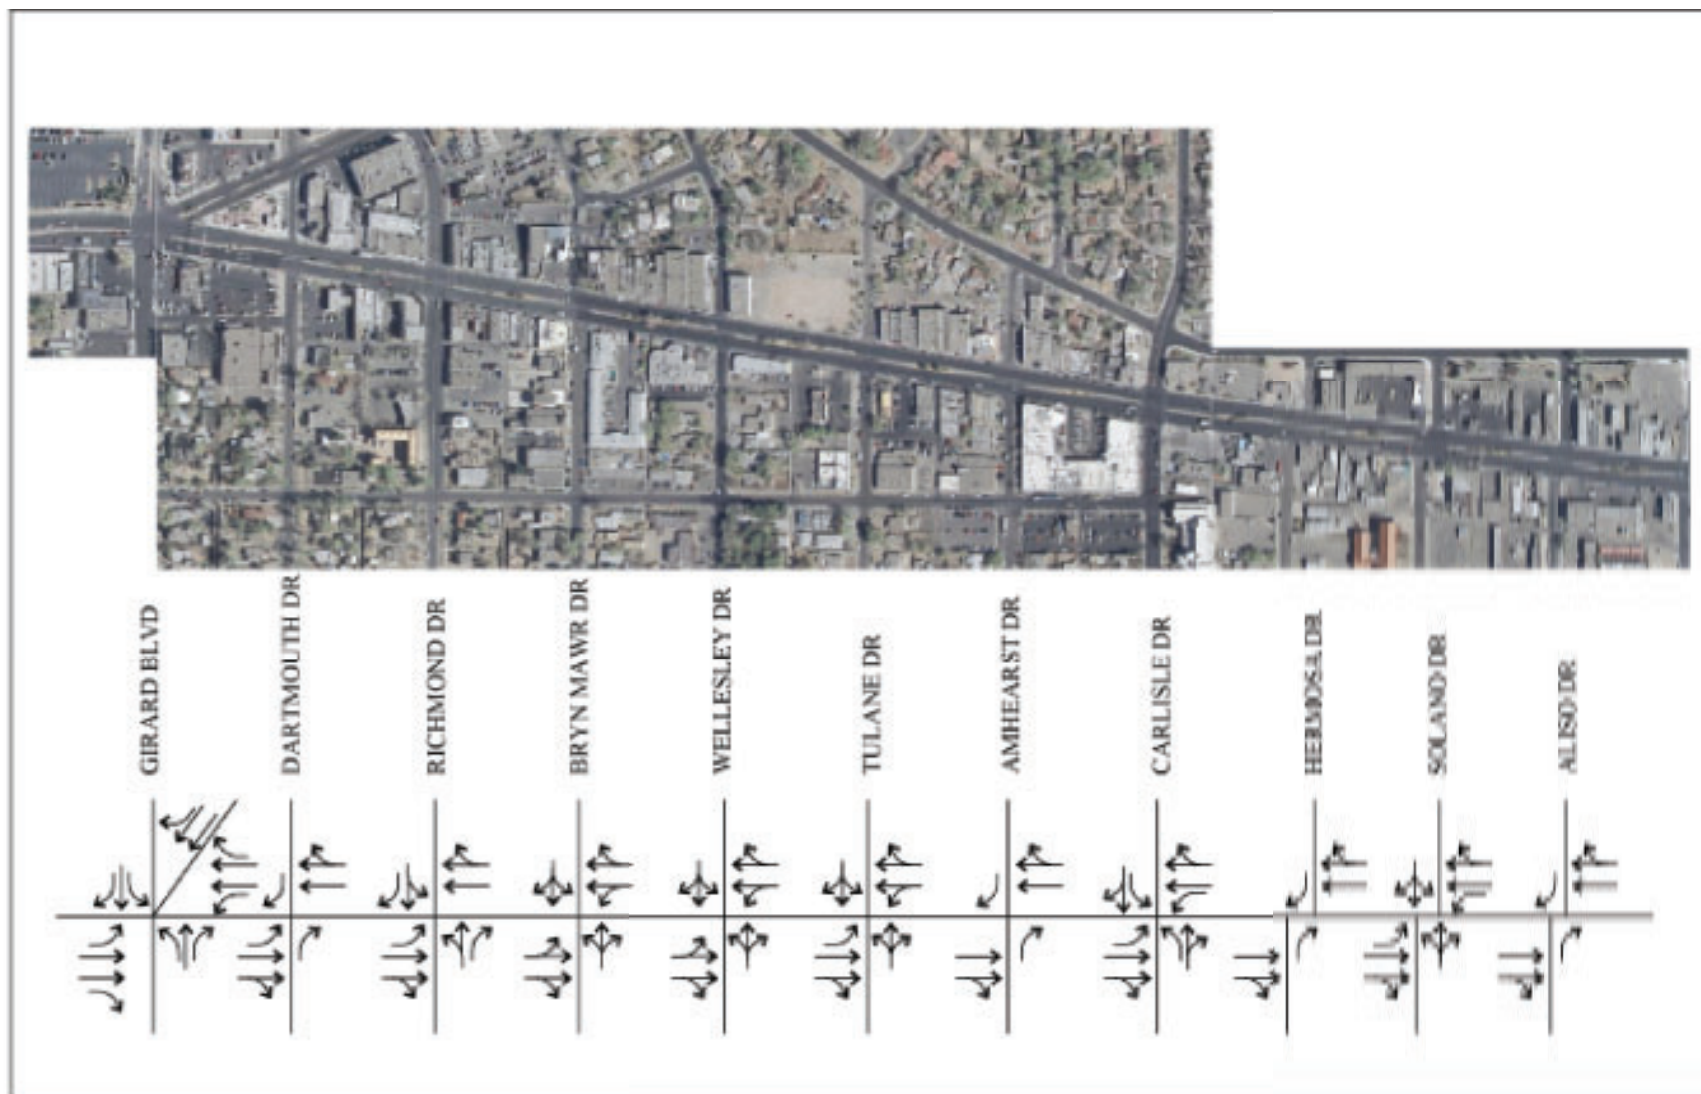 GIRARD BLVD
DARTMOUTH DR
RICHMOND DR
BRYN MAWR DR
WELLESLEY DR
TULANE DR
AMHEARST DR
CARLISLE DR
HERMOSA DR
SOLANO DR
ALISO DR